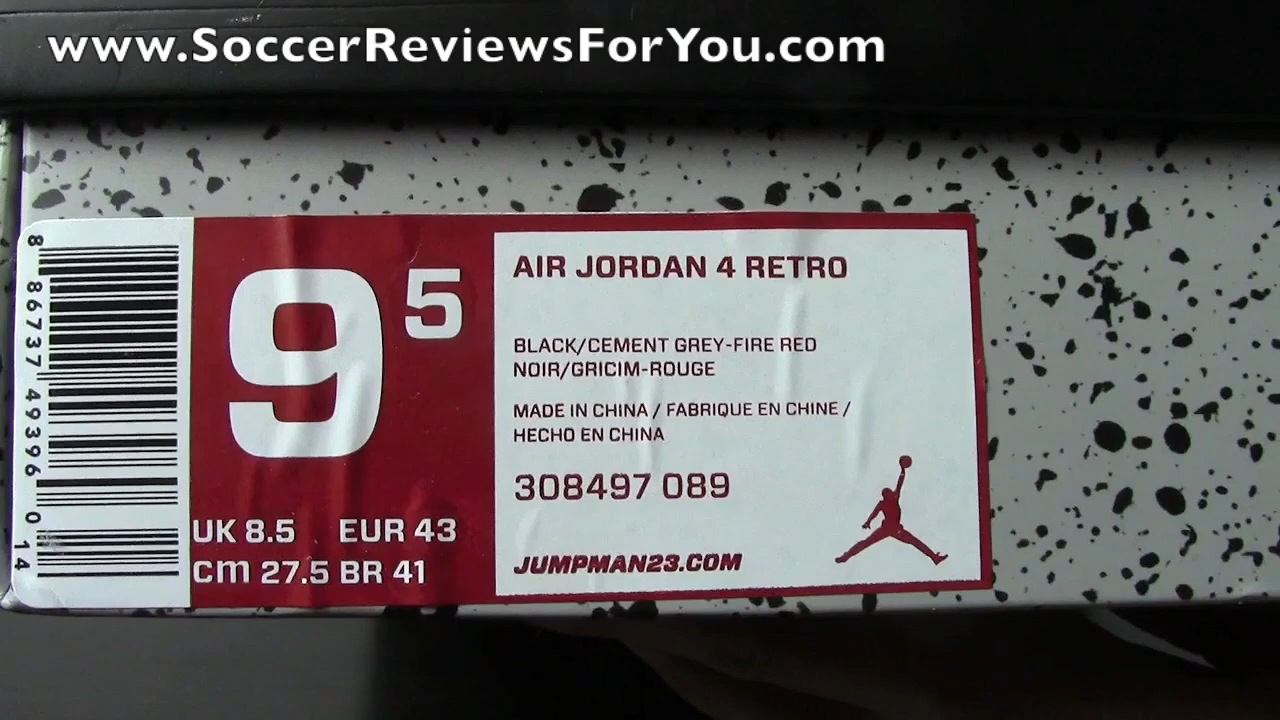 www.SoccerReviewsForYou.com
8 86737 49396 0 14
9 5
UK 8.5 EUR 43
cm 27.5 BR 41
AIR JORDAN 4 RETRO
BLACK/CEMENT GREY-FIRE RED
NOIR/GRICIM-ROUGE
MADE IN CHINA / FABRIQUE EN CHINE /
HECHO EN CHINA
308497 089
JUMPMAN23.COM